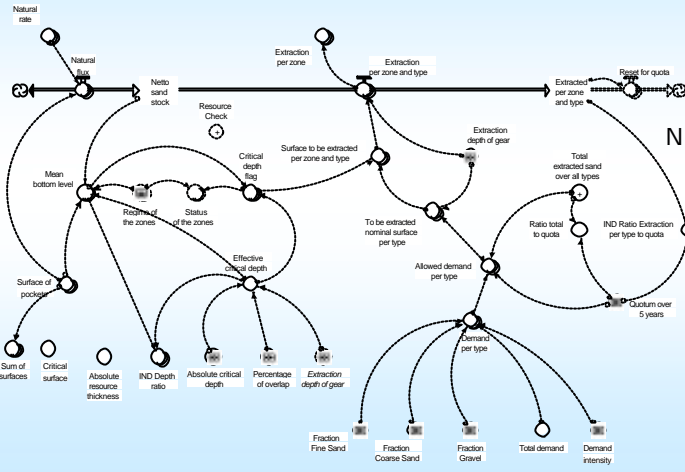 Natural
rate
Natural
flux
Netto
sand
stock
Extraction
per zone
Extraction
per zone and type
Extracted
per zone
and type
Reset for quota
N
Resource
Check
Surface to be extracted
per zone and type
Extraction
depth of gear
Total
extracted sand
over all types
Mean
bottom level
Regime of
the zones
Status
of the zones
Critical
depth
flag
To be extracted
nominal surface
per type
Ratio total
to quota
IND Ratio Extraction
per type to quota
Effective
critical depth
Allowed demand
per type
Surface of
pockets
Quotum over
5 years
Sum of
surfaces
Critical
surface
Absolute
resource
thickness
IND Depth
ratio
Absolute critical
depth
Percentage
of overlap
Extraction
depth of gear
Demand
per type
Fraction
Fine Sand
Fraction
Coarse Sand
Fraction
Gravel
Total demand
Demand
intensity